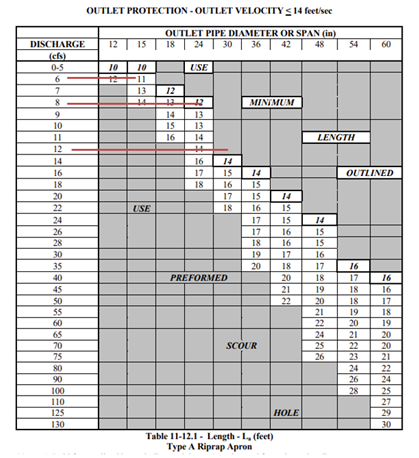 OUTLET PROTECTION - OUTLET VELOCITY ≤ 14 feet/sec
OUTLET PIPE DIAMETER OR SPAN (in)
DISCHARGE 12 15 18 24 30 36 42 48 54 60
(cfs)
0-5 10 10 USE
6 12 11
7 13 12
8 14 13 12 MINIMUM
9 14 13
10 15 13
11 16 14 LENGTH
12 14
14 16 14
16 17 15 14 OUTLINED
18 18 16 15
20 17 15 14
22 USE 18 16 15
24 17 15 14
26 17 16 15
28 18 16 15
30 19 17 16
35 20 18 17 16
40 PREFORMED 20 18 17 16
45 21 19 18 16
50 22 20 18 17
55 21 19 18
60 22 20 19
65 24 21 20
70 SCOUR 25 22 20
75 26 23 21
80 24 22
90 26 24
100 28 25
110 27
125 HOLE 29
130 30
Table 11-12.1 - Length - La (feet)
Type A Riprap Apron